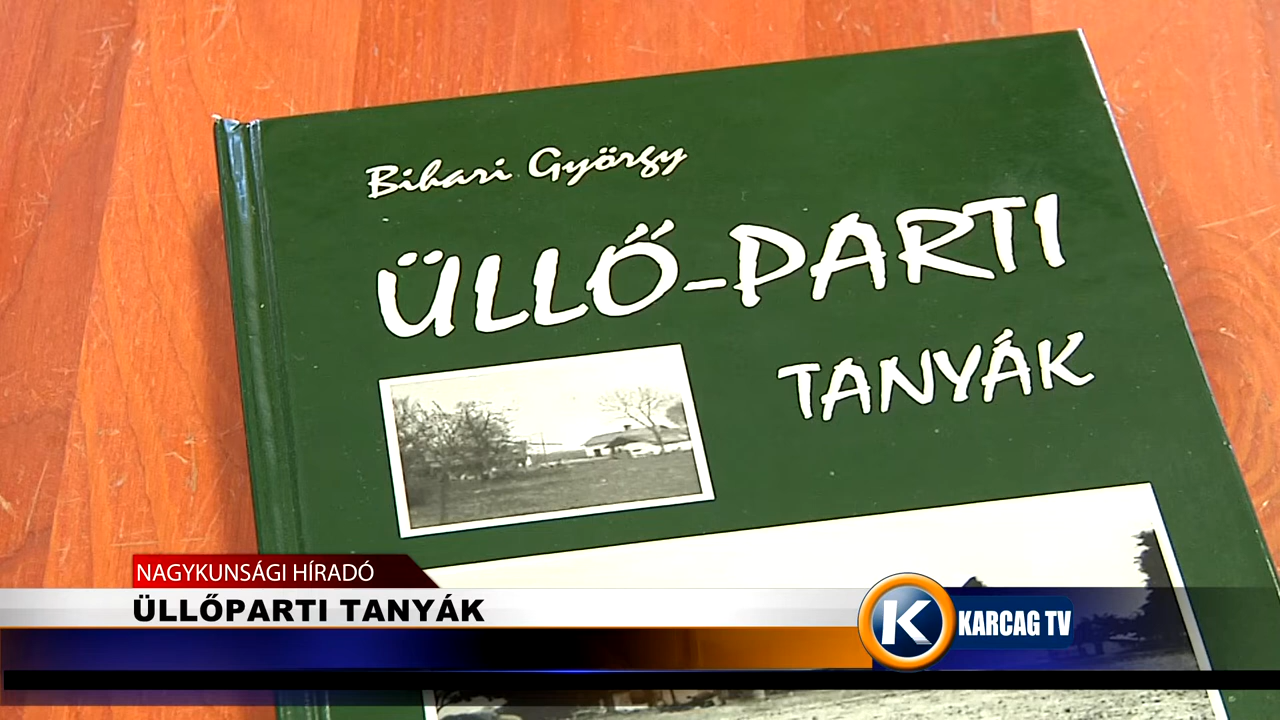 Bihari György
ÜLLŐ-PARTI
TANYÁK
NAGYKUNSÁGI HÍRADÓ
ÜLLŐPARTI TANYÁK
K KARCAG TV